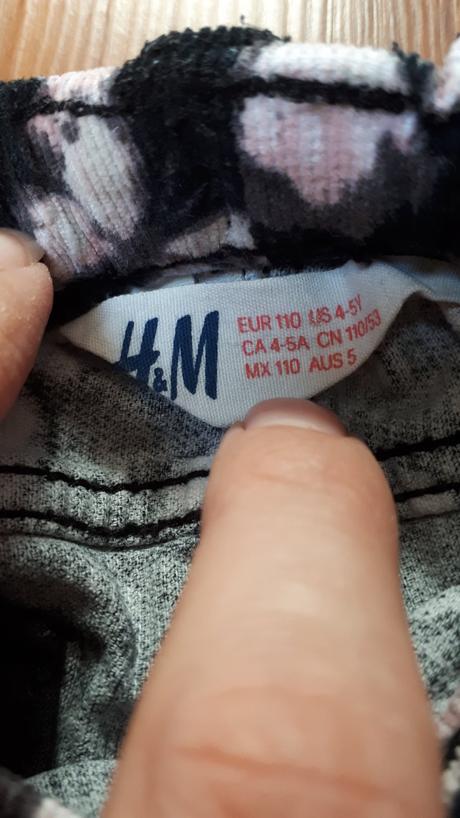 H&M
EUR 110 US 4-5Y
CA 4-5A CN 110/53
MX 110 AUS 5